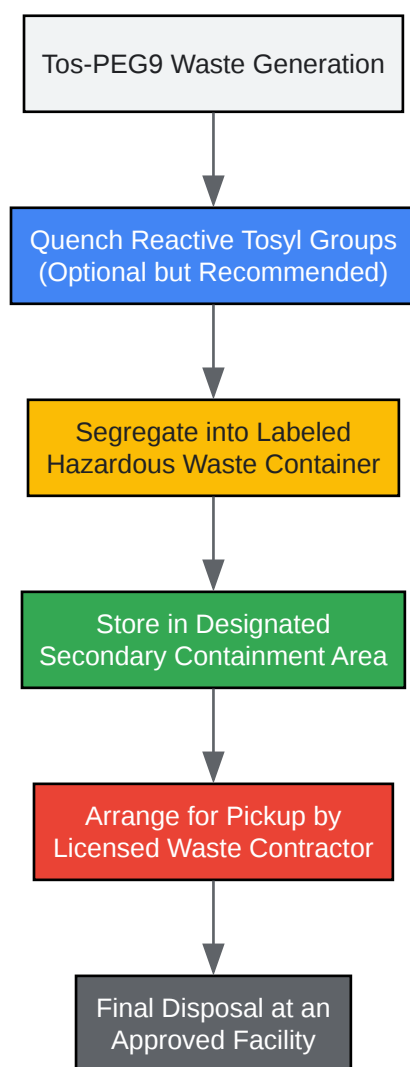 Tos-PEG9 Waste Generation
Quench Reactive Tosyl Groups
(Optional but Recommended)
Segregate into Labeled
Hazardous Waste Container
Store in Designated
Secondary Containment Area
Arrange for Pickup by
Licensed Waste Contractor
Final Disposal at an
Approved Facility